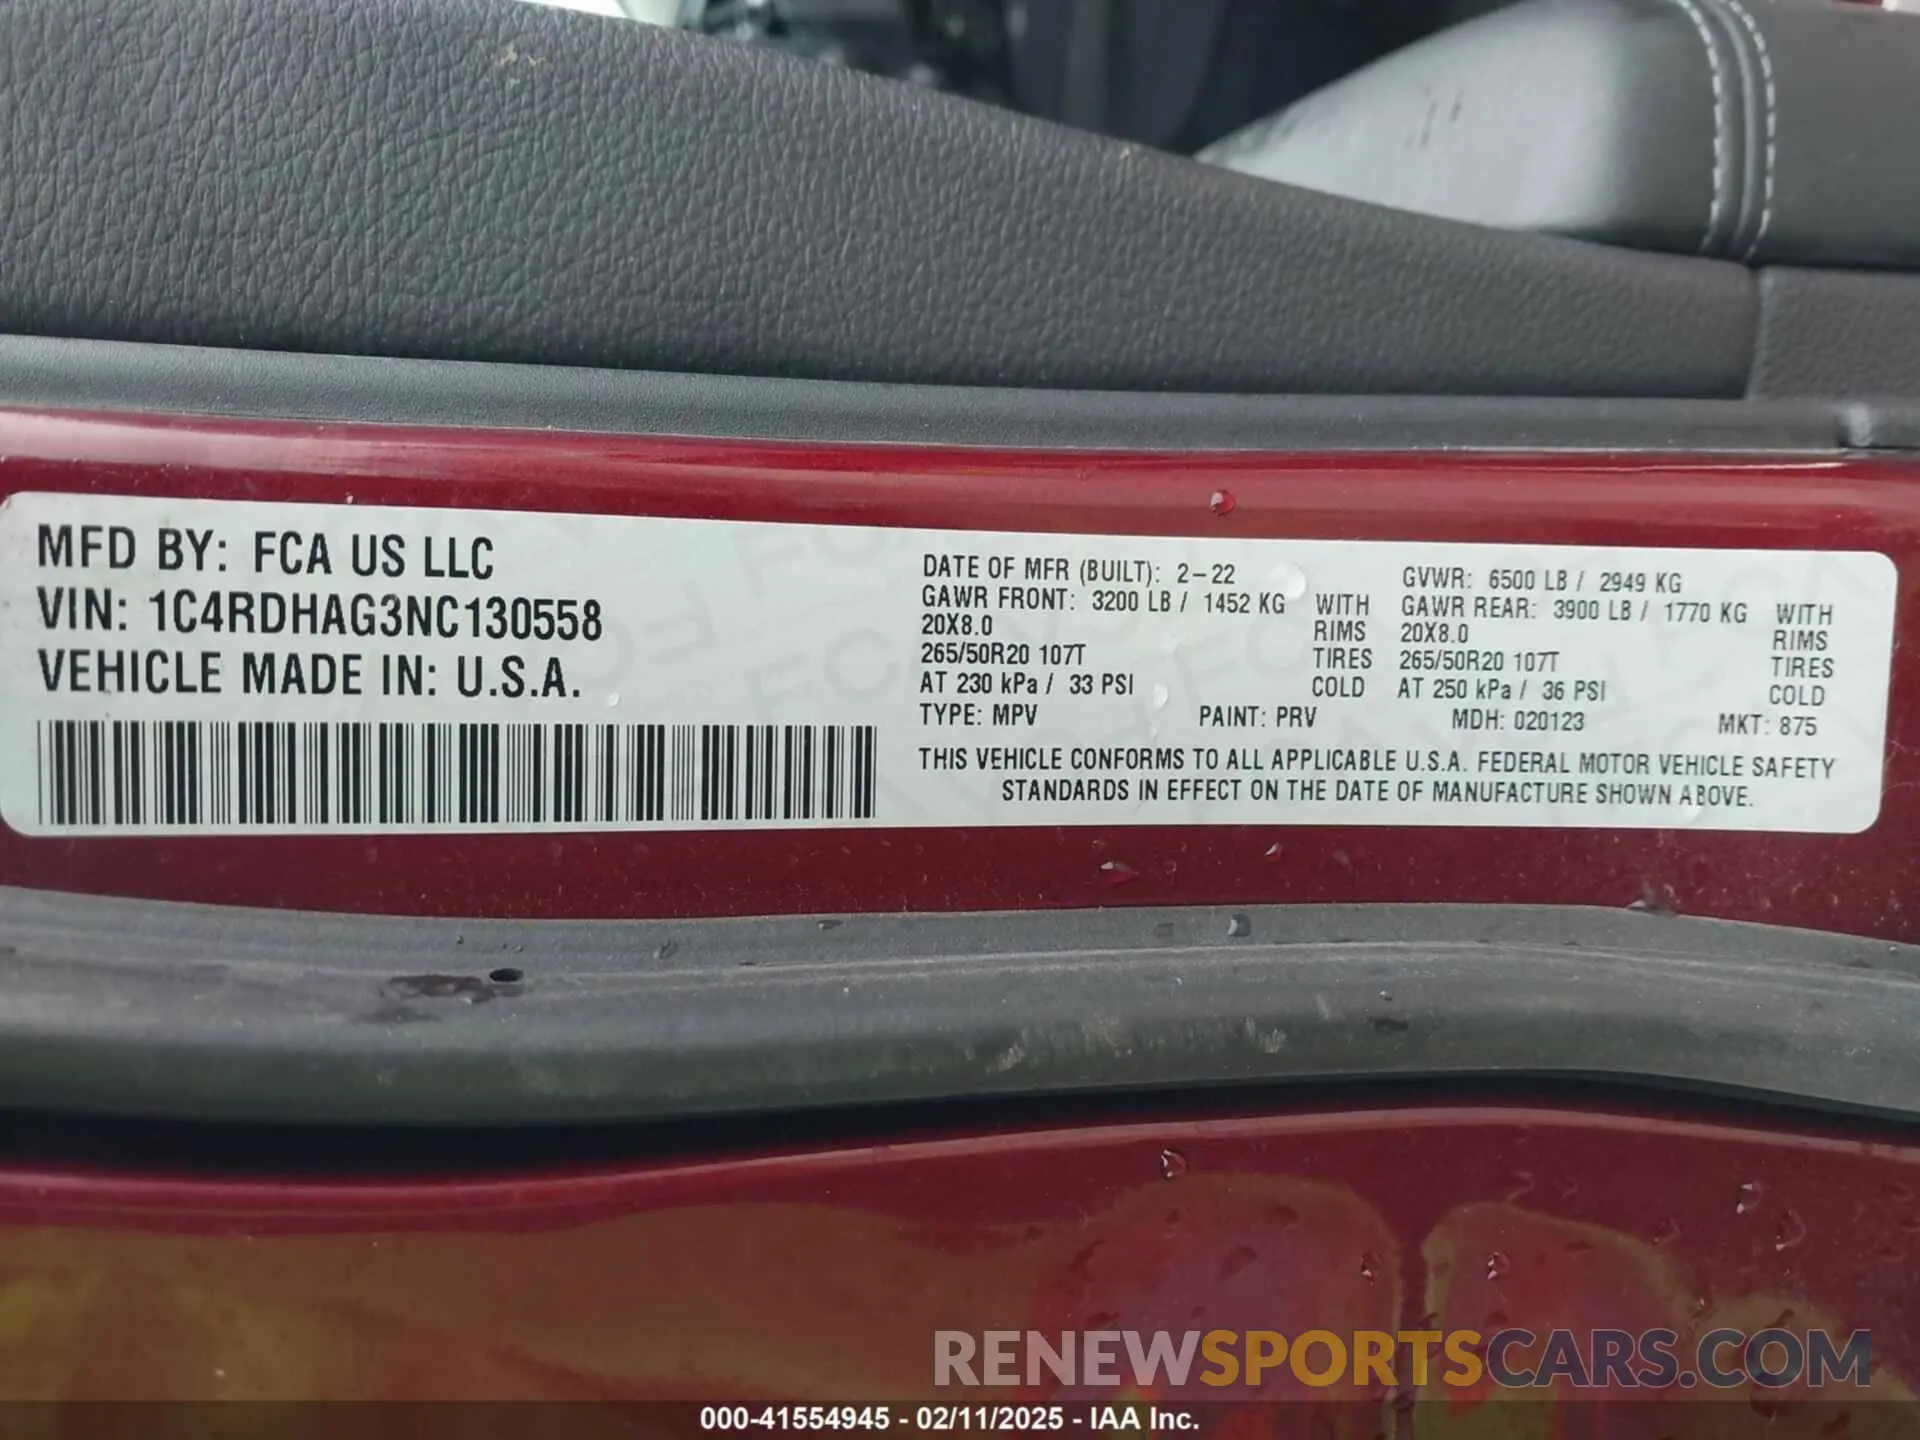 MFD BY: FCA US LLC
VIN: 1C4RDHAG3NC130558
VEHICLE MADE IN: U.S.A.
DATE OF MFR (BUILT): 2-22 GVWR: 6500 LB / 2949 KG
GAWR FRONT: 3200 LB / 1452 KG WITH GAWR REAR: 3900 LB / 1770 KG WITH
20X8.0 RIMS 20X8.0 RIMS
265/50R20 107T TIRES 265/50R20 107T TIRES
AT 230 kPa / 33 PSI COLD AT 250 kPa / 36 PSI COLD
TYPE: MPV PAINT: PRV MDH: 020123 MKT: 875
THIS VEHICLE CONFORMS TO ALL APPLICABLE U.S.A. FEDERAL MOTOR VEHICLE SAFETY
STANDARDS IN EFFECT ON THE DATE OF MANUFACTURE SHOWN ABOVE.
RENEWSPORTSCARS.COM
000-41554945 - 02/11/2025 - IAA Inc.